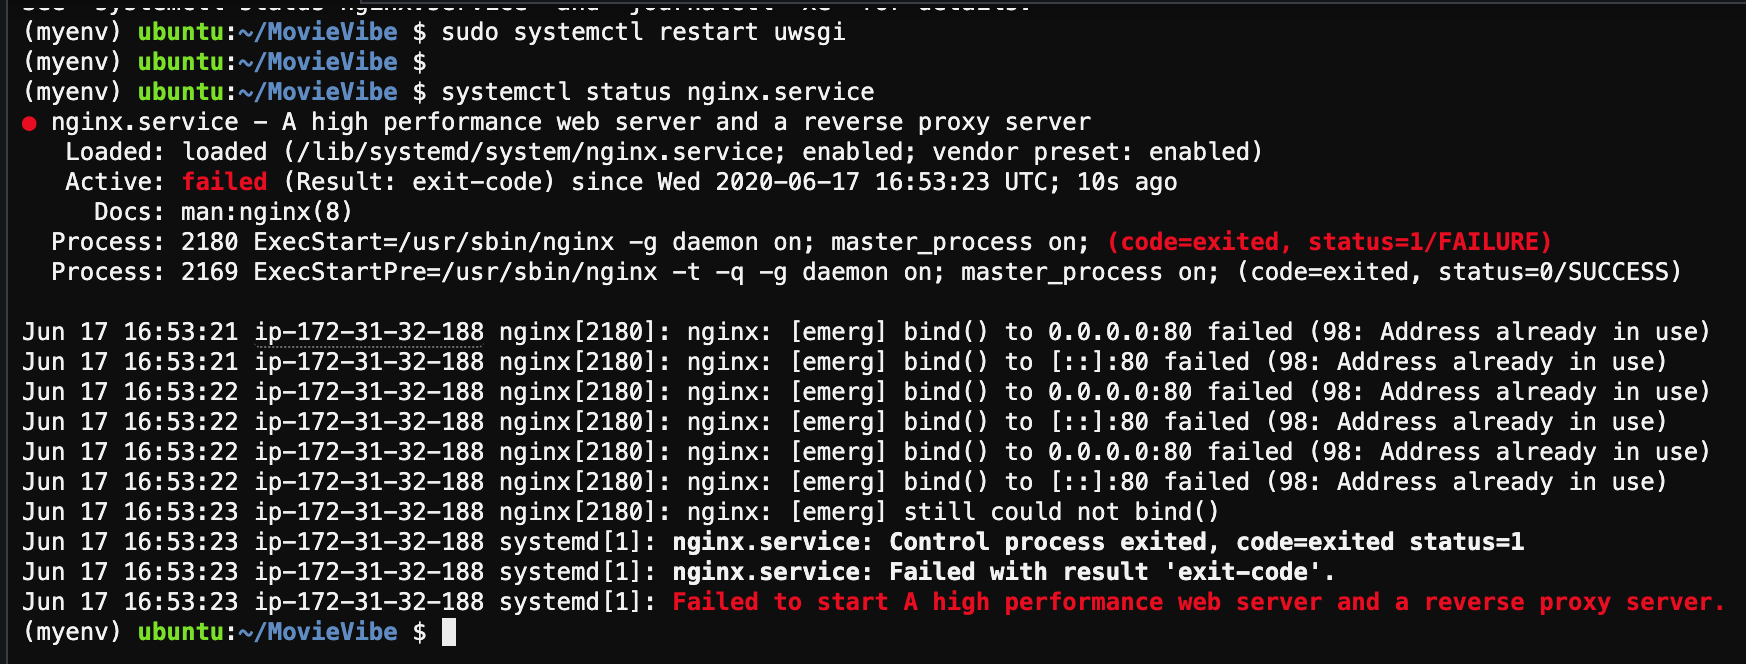 see "systemctl status nginx.service" and "journalctl -xe" for details.
(myenv) ubuntu:~/MovieVibe $ sudo systemctl restart uwsgi
(myenv) ubuntu:~/MovieVibe $
(myenv) ubuntu:~/MovieVibe $ systemctl status nginx.service
● nginx.service - A high performance web server and a reverse proxy server
Loaded: loaded (/lib/systemd/system/nginx.service; enabled; vendor preset: enabled)
Active: failed (Result: exit-code) since Wed 2020-06-17 16:53:23 UTC; 10s ago
Docs: man:nginx(8)
Process: 2180 ExecStart=/usr/sbin/nginx -g daemon on; master_process on; (code=exited, status=1/FAILURE)
Process: 2169 ExecStartPre=/usr/sbin/nginx -t -q -g daemon on; master_process on; (code=exited, status=0/SUCCESS)
Jun 17 16:53:21 ip-172-31-32-188 nginx[2180]: nginx: [emerg] bind() to 0.0.0.0:80 failed (98: Address already in use)
Jun 17 16:53:21 ip-172-31-32-188 nginx[2180]: nginx: [emerg] bind() to [::]:80 failed (98: Address already in use)
Jun 17 16:53:22 ip-172-31-32-188 nginx[2180]: nginx: [emerg] bind() to 0.0.0.0:80 failed (98: Address already in use)
Jun 17 16:53:22 ip-172-31-32-188 nginx[2180]: nginx: [emerg] bind() to [::]:80 failed (98: Address already in use)
Jun 17 16:53:22 ip-172-31-32-188 nginx[2180]: nginx: [emerg] bind() to 0.0.0.0:80 failed (98: Address already in use)
Jun 17 16:53:22 ip-172-31-32-188 nginx[2180]: nginx: [emerg] bind() to [::]:80 failed (98: Address already in use)
Jun 17 16:53:23 ip-172-31-32-188 nginx[2180]: nginx: [emerg] still could not bind()
Jun 17 16:53:23 ip-172-31-32-188 systemd[1]: nginx.service: Control process exited, code=exited status=1
Jun 17 16:53:23 ip-172-31-32-188 systemd[1]: nginx.service: Failed with result 'exit-code'.
Jun 17 16:53:23 ip-172-31-32-188 systemd[1]: Failed to start A high performance web server and a reverse proxy server.
(myenv) ubuntu:~/MovieVibe $